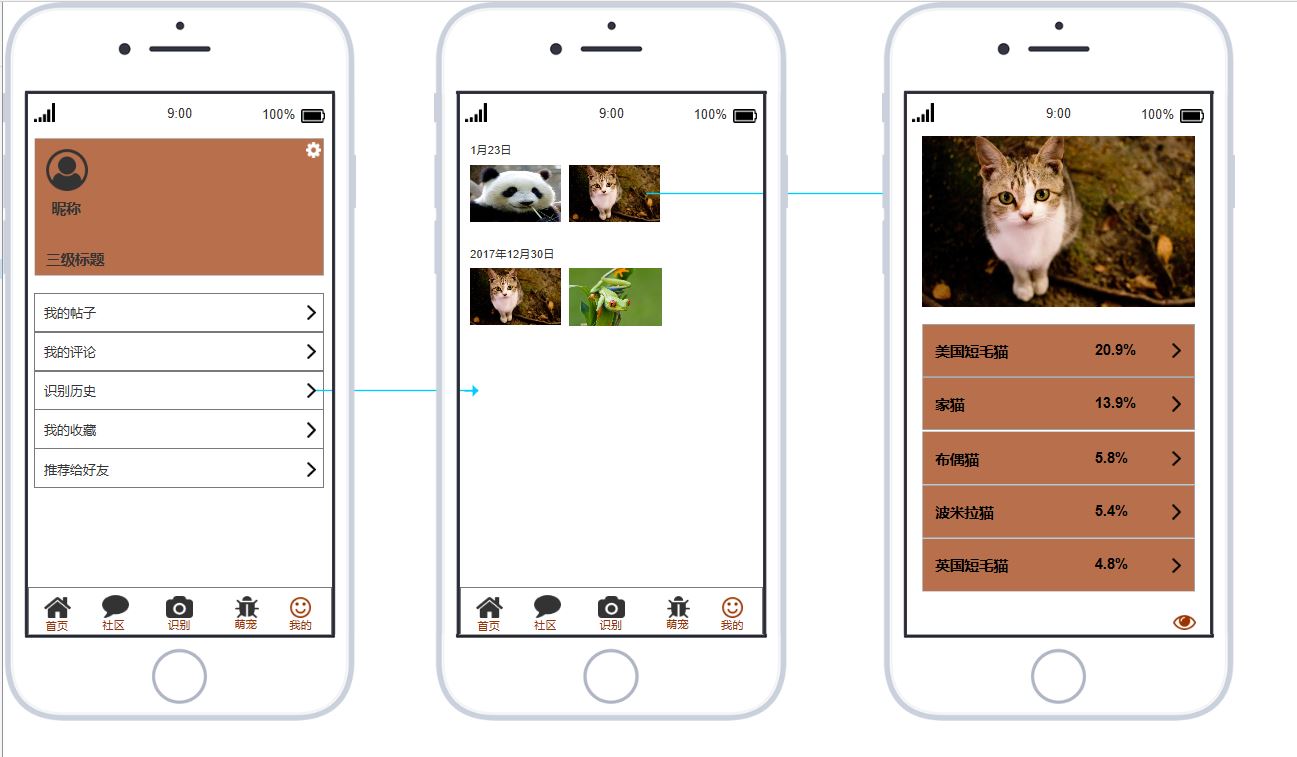 9:00 100%
昵称
三级标题
我的帖子
我的评论
识别历史
我的收藏
推荐给好友
首页 社区 识别 萌宠 我的
9:00 100%
1月23日
2017年12月30日
首页 社区 识别 萌宠 我的
9:00 100%
美国短毛猫 20.9%
家猫 13.9%
布偶猫 5.8%
波米拉猫 5.4%
英国短毛猫 4.8%